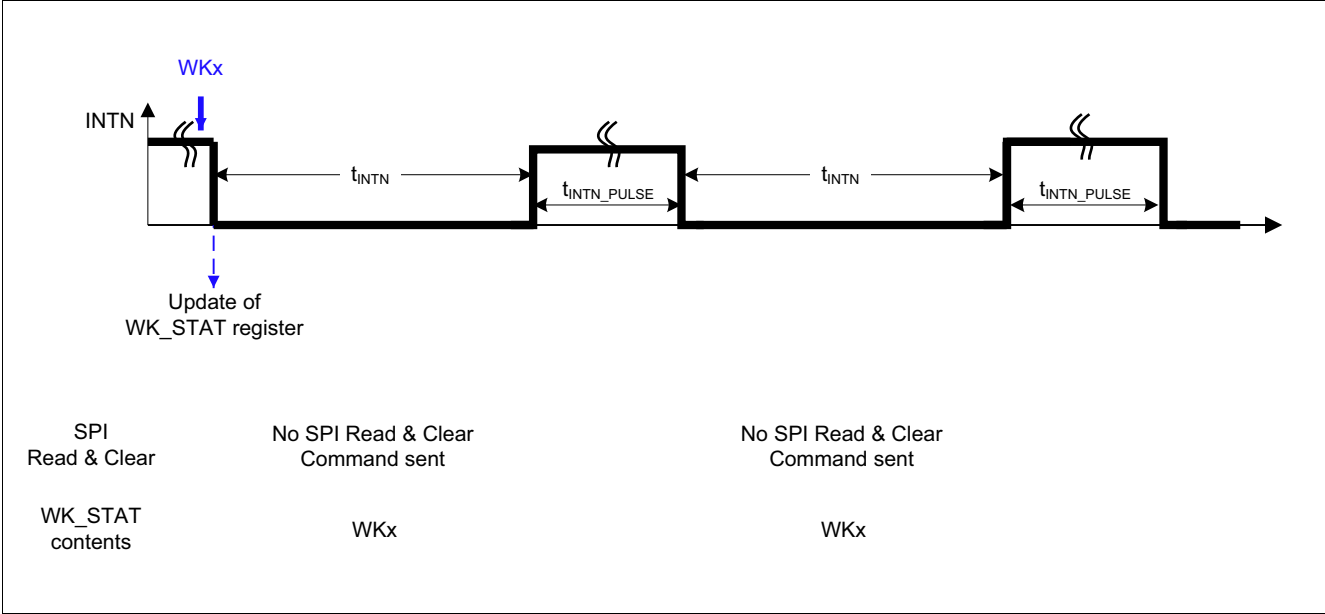 WKx
INTN
tINTN
tINTN_PULSE
tINTN
tINTN_PULSE
Update of
WK_STAT register
SPI
Read & Clear
No SPI Read & Clear
Command sent
No SPI Read & Clear
Command sent
WK_STAT
contents
WKx
WKx